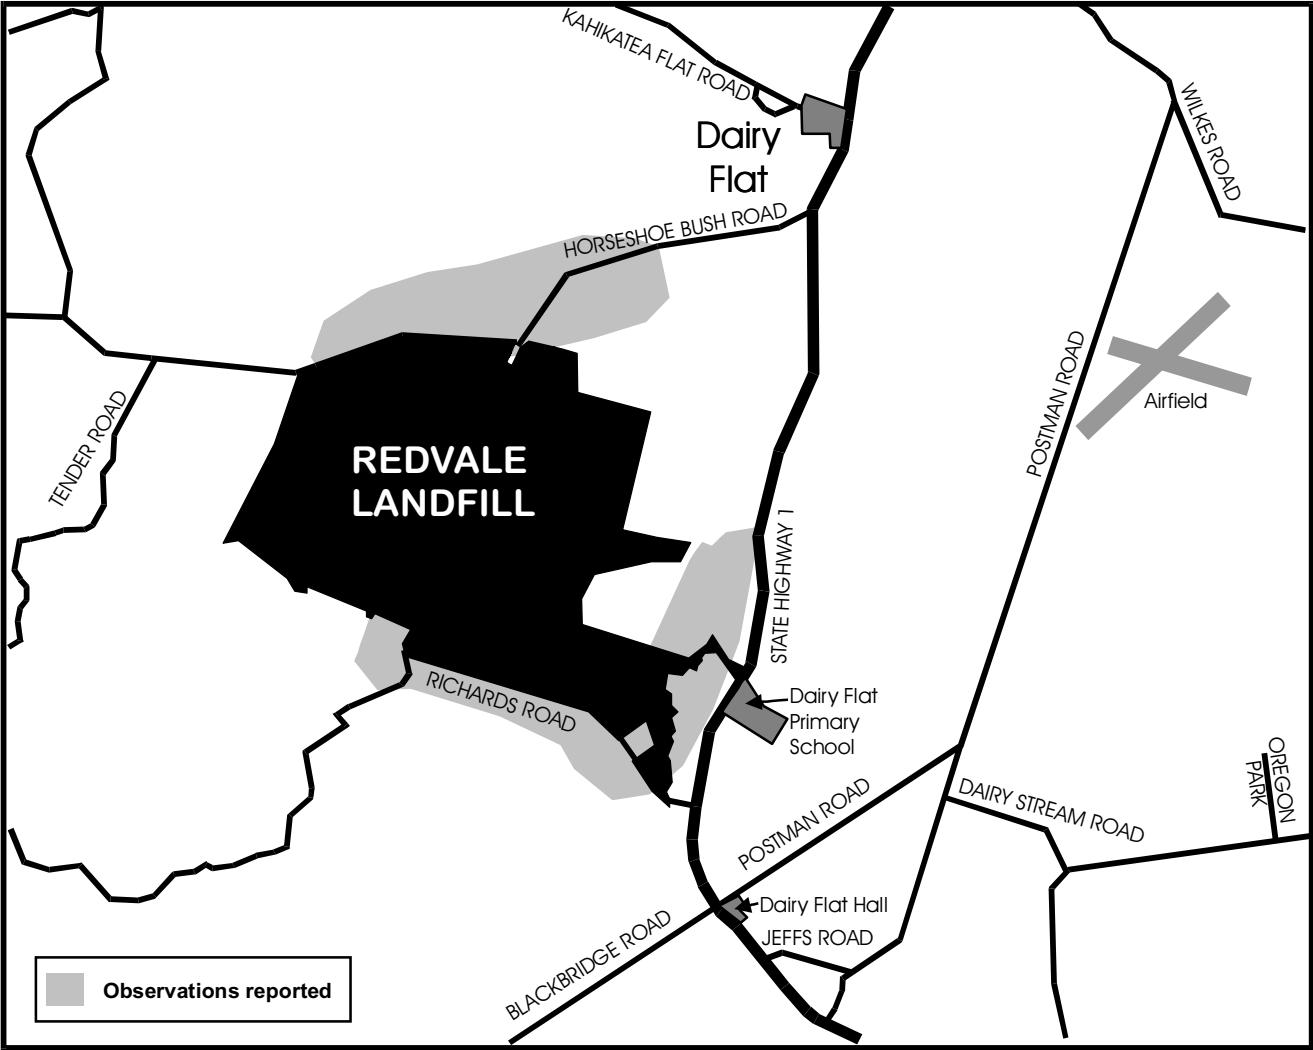 KAHIKATEA FLAT ROAD
WILKES ROAD
Dairy
Flat
HORSESHOE BUSH ROAD
POSTMAN ROAD
Airfield
TENDER ROAD
REDVALE
LANDFILL
STATE HIGHWAY 1
RICHARDS ROAD
Dairy Flat
Primary
School
OREGON
PARK
DAIRY STREAM ROAD
POSTMAN ROAD
Dairy Flat Hall
JEFFS ROAD
BLACKBRIDGE ROAD
Observations reported